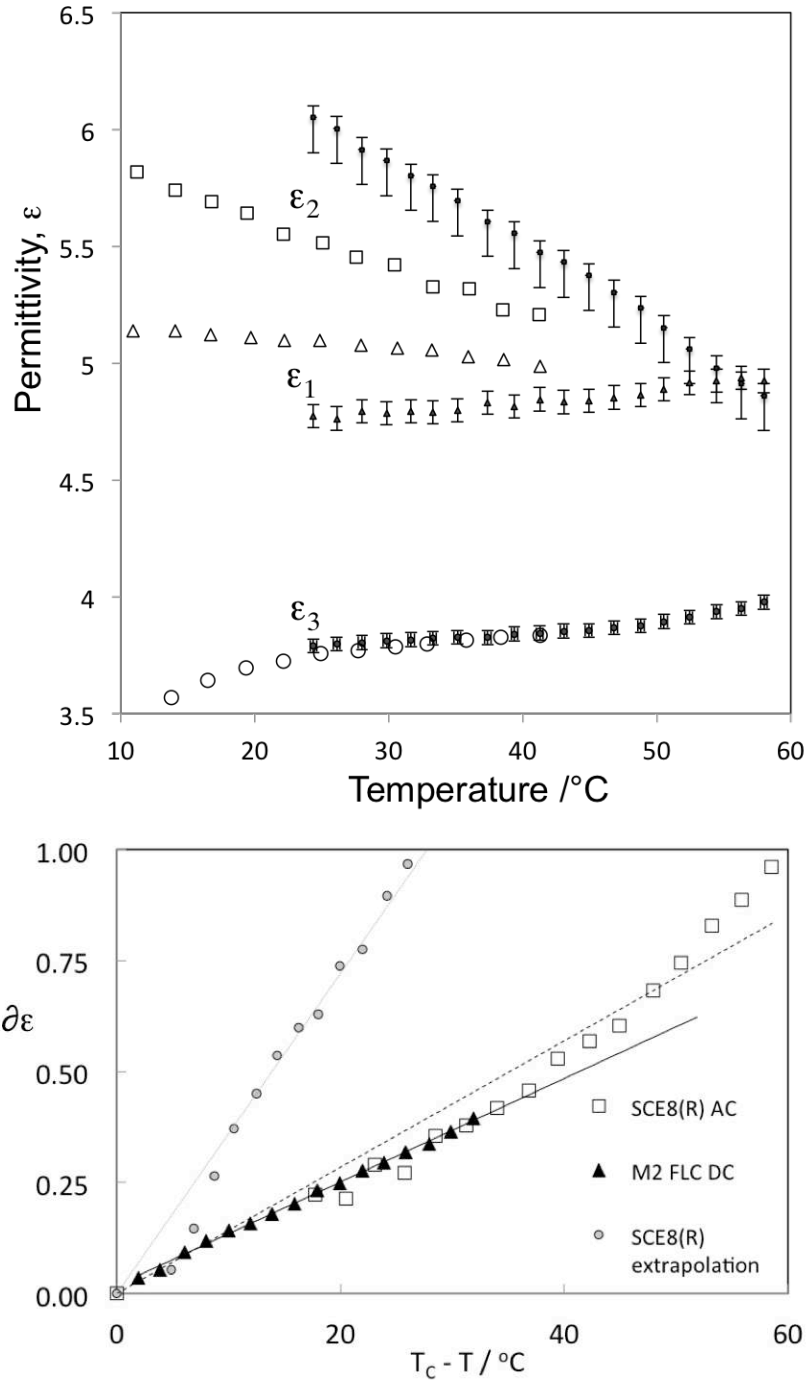 6.5
6
5.5
5
4.5
4
3.5
Permittivity, ε
ε2
ε1
ε3
10 20 30 40 50 60
Temperature /°C
1.00
0.75
0.50
0.25
0.00
∂ε
SCE8(R) AC
M2 FLC DC
SCE8(R)
extrapolation
0 20 40 60
TC - T / °C